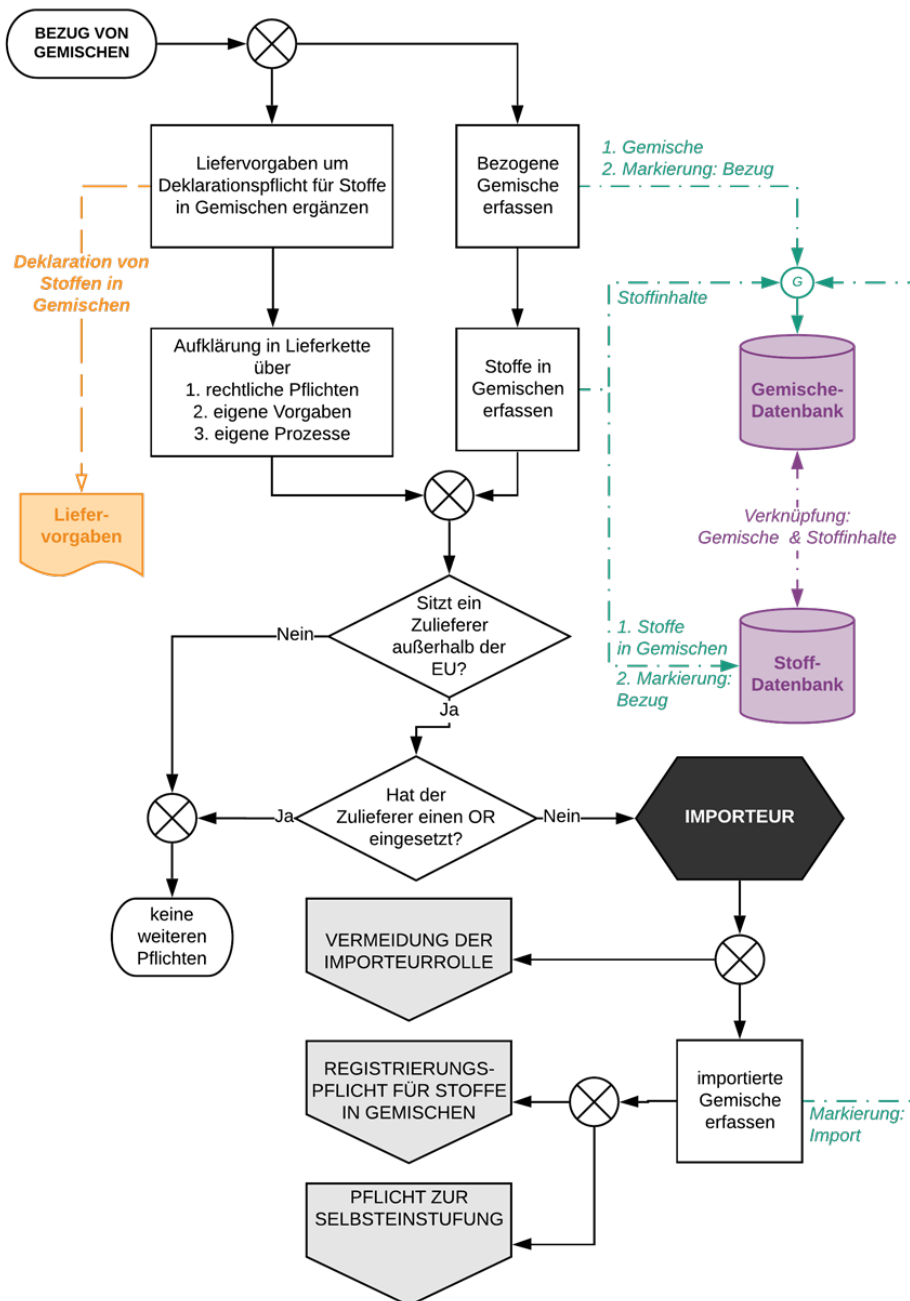 BEZUG VON
GEMISCHEN
Liefervorgaben um
Deklarationspflicht für Stoffe
in Gemischen ergänzen
Bezogene
Gemische
erfassen
1. Gemische
2. Markierung: Bezug
Deklaration von
Stoffen in
Gemischen
Stoffinhalte
G
Aufklärung in Lieferkette
über
1. rechtliche Pflichten
2. eigene Vorgaben
3. eigene Prozesse
Stoffe in
Gemischen
erfassen
Gemische-
Datenbank
Liefer-
vorgaben
Verknüpfung:
Gemische & Stoffinhalte
Sitzt ein
Zulieferer
außerhalb der
EU?
Nein
Ja
1. Stoffe
in Gemischen
2. Markierung:
Bezug
Stoff-
Datenbank
Hat der
Zulieferer einen OR
eingesetzt?
Ja
Nein
IMPORTEUR
keine
weiteren
Pflichten
VERMEIDUNG DER
IMPORTEURROLLE
REGISTRIERUNGS-
PFLICHT FÜR STOFFE
IN GEMISCHEN
importierte
Gemische
erfassen
Markierung:
Import
PFLICHT ZUR
SELBSTEINSTUFUNG